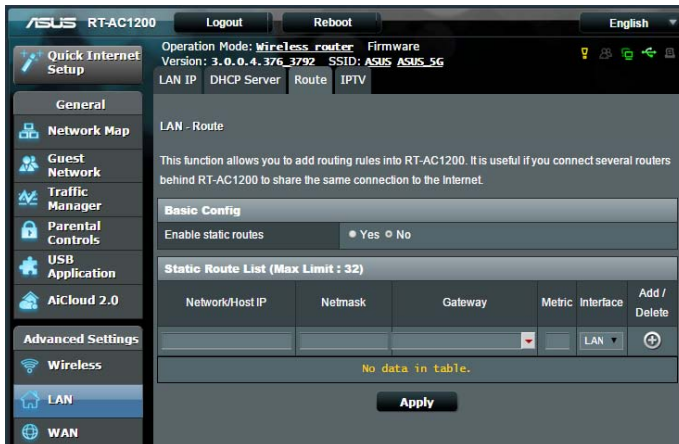 ASUS RT-AC1200 Logout Reboot English
Quick Internet Setup
Operation Mode: Wireless router Firmware
Version: 3.0.0.4.376_3792 SSID: ASUS ASUS_5G
LAN IP DHCP Server Route IPTV
General
Network Map
Guest Network
Traffic Manager
Parental Controls
USB Application
AiCloud 2.0
Advanced Settings
Wireless
LAN
WAN
LAN - Route
This function allows you to add routing rules into RT-AC1200. It is useful if you connect several routers
behind RT-AC1200 to share the same connection to the Internet.
Basic Config
Enable static routes Yes No
Static Route List (Max Limit : 32)
Network/Host IP Netmask Gateway Metric Interface Add / Delete
LAN
No data in table.
Apply